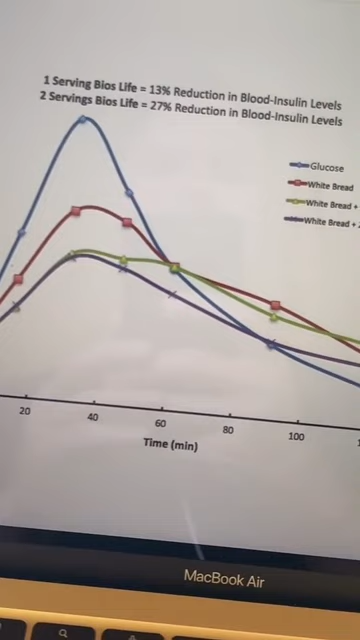 1 Serving Bios Life = 13% Reduction in Blood-Insulin Levels
2 Servings Bios Life = 27% Reduction in Blood-Insulin Levels
Glucose
White Bread
White Bread +
White Bread +
20 40 60 80 100
Time (min)
MacBook Air